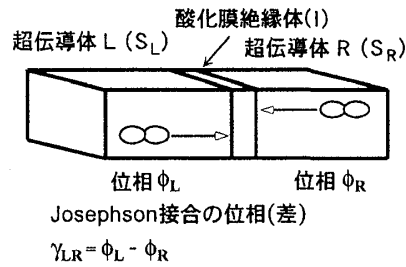 酸化膜絶縁体(I)
超伝導体 L (SL)
超伝導体 R (SR)
位相 ϕL
位相 ϕR
Josephson接合の位相(差)
γLR = ϕL - ϕR